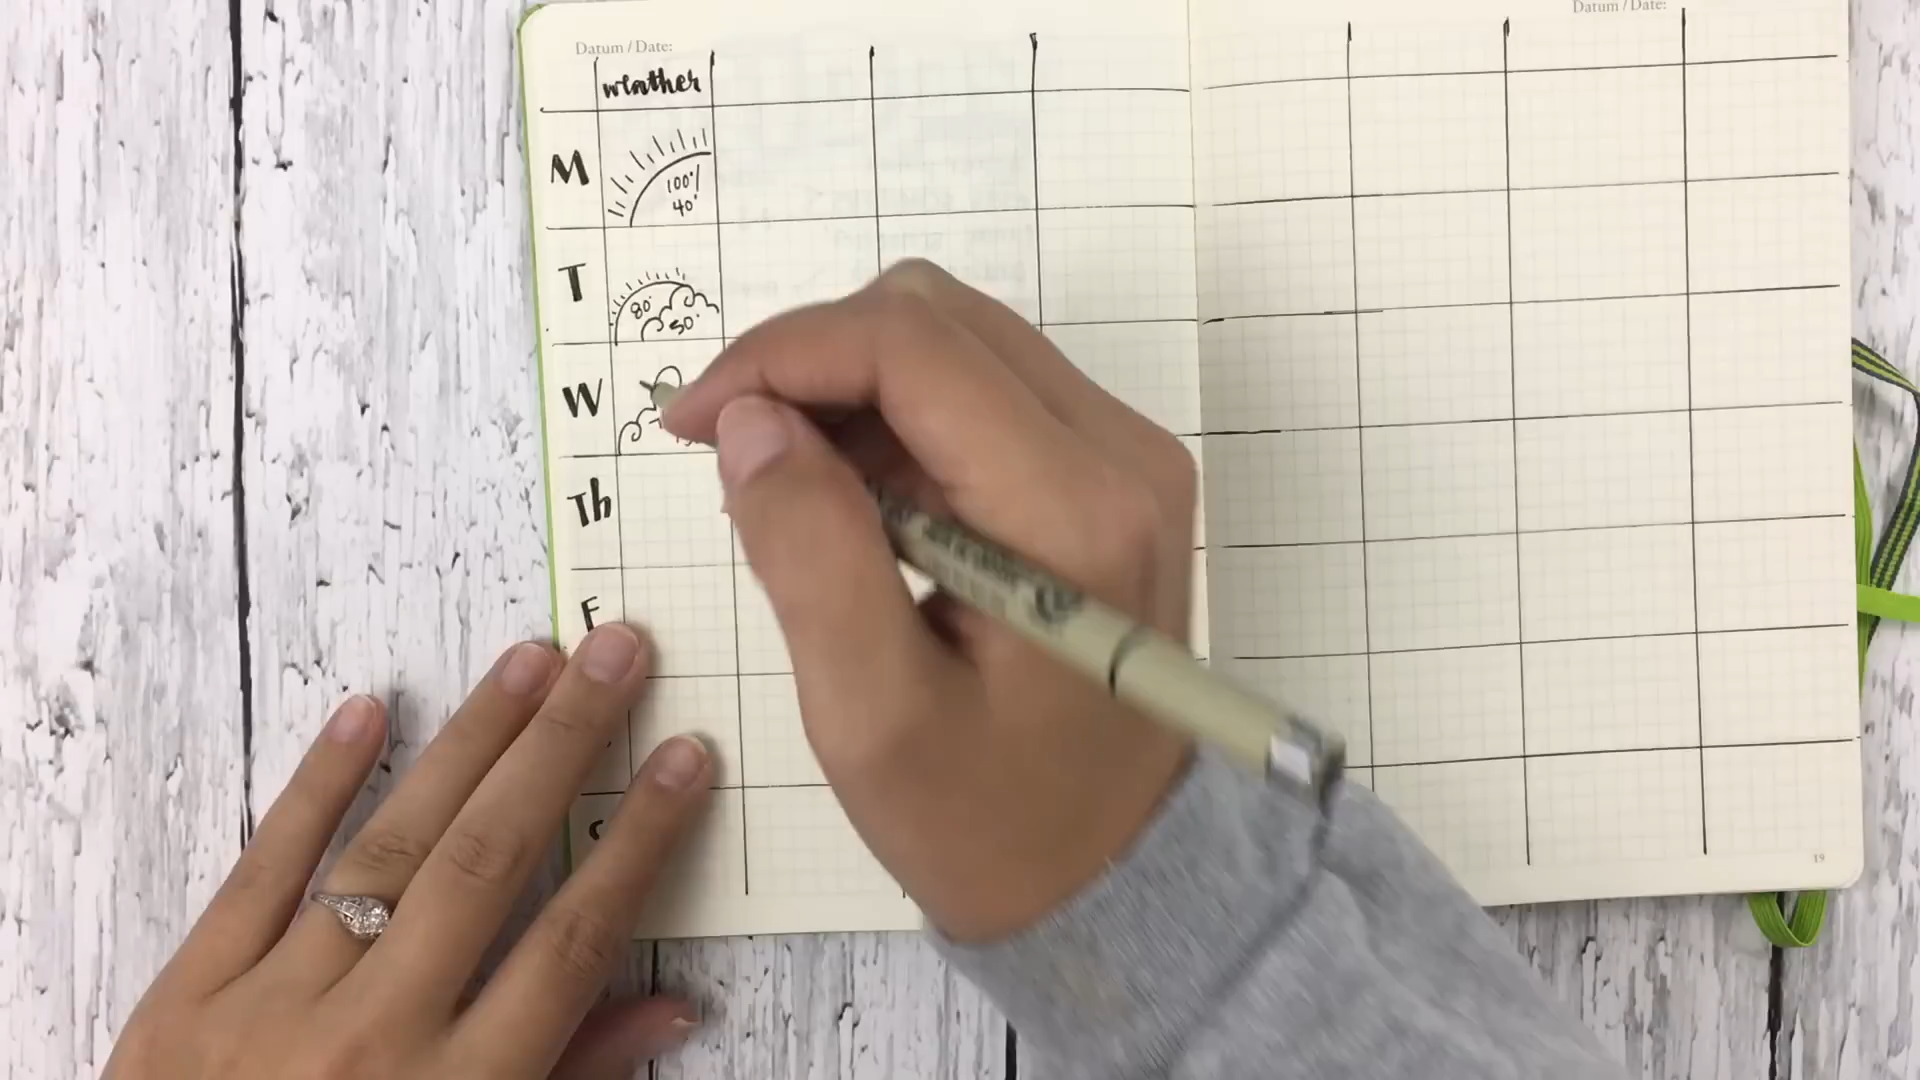 Datum / Date:
Datum / Date:
weather
M
100°/
40°
T
80°
50°
W
Th
F
19